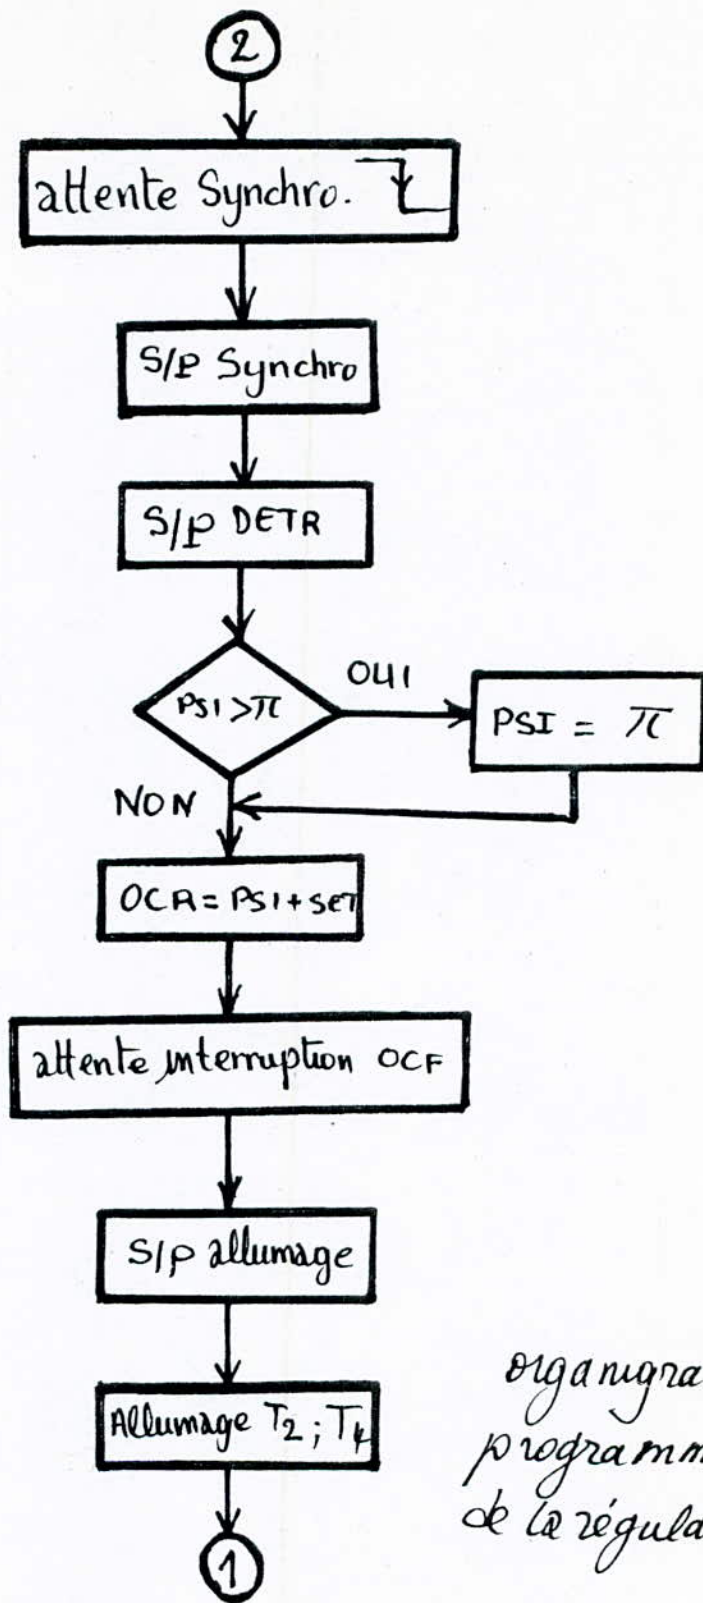 2
attente Synchro.
S/P Synchro
S/P DETR
PSI>π
OUI
PSI = π
NON
OCR=PSI+SET
attente interruption OCF
S/P allumage
Allumage T2 ; T4
organigra
programm
de la régula
1